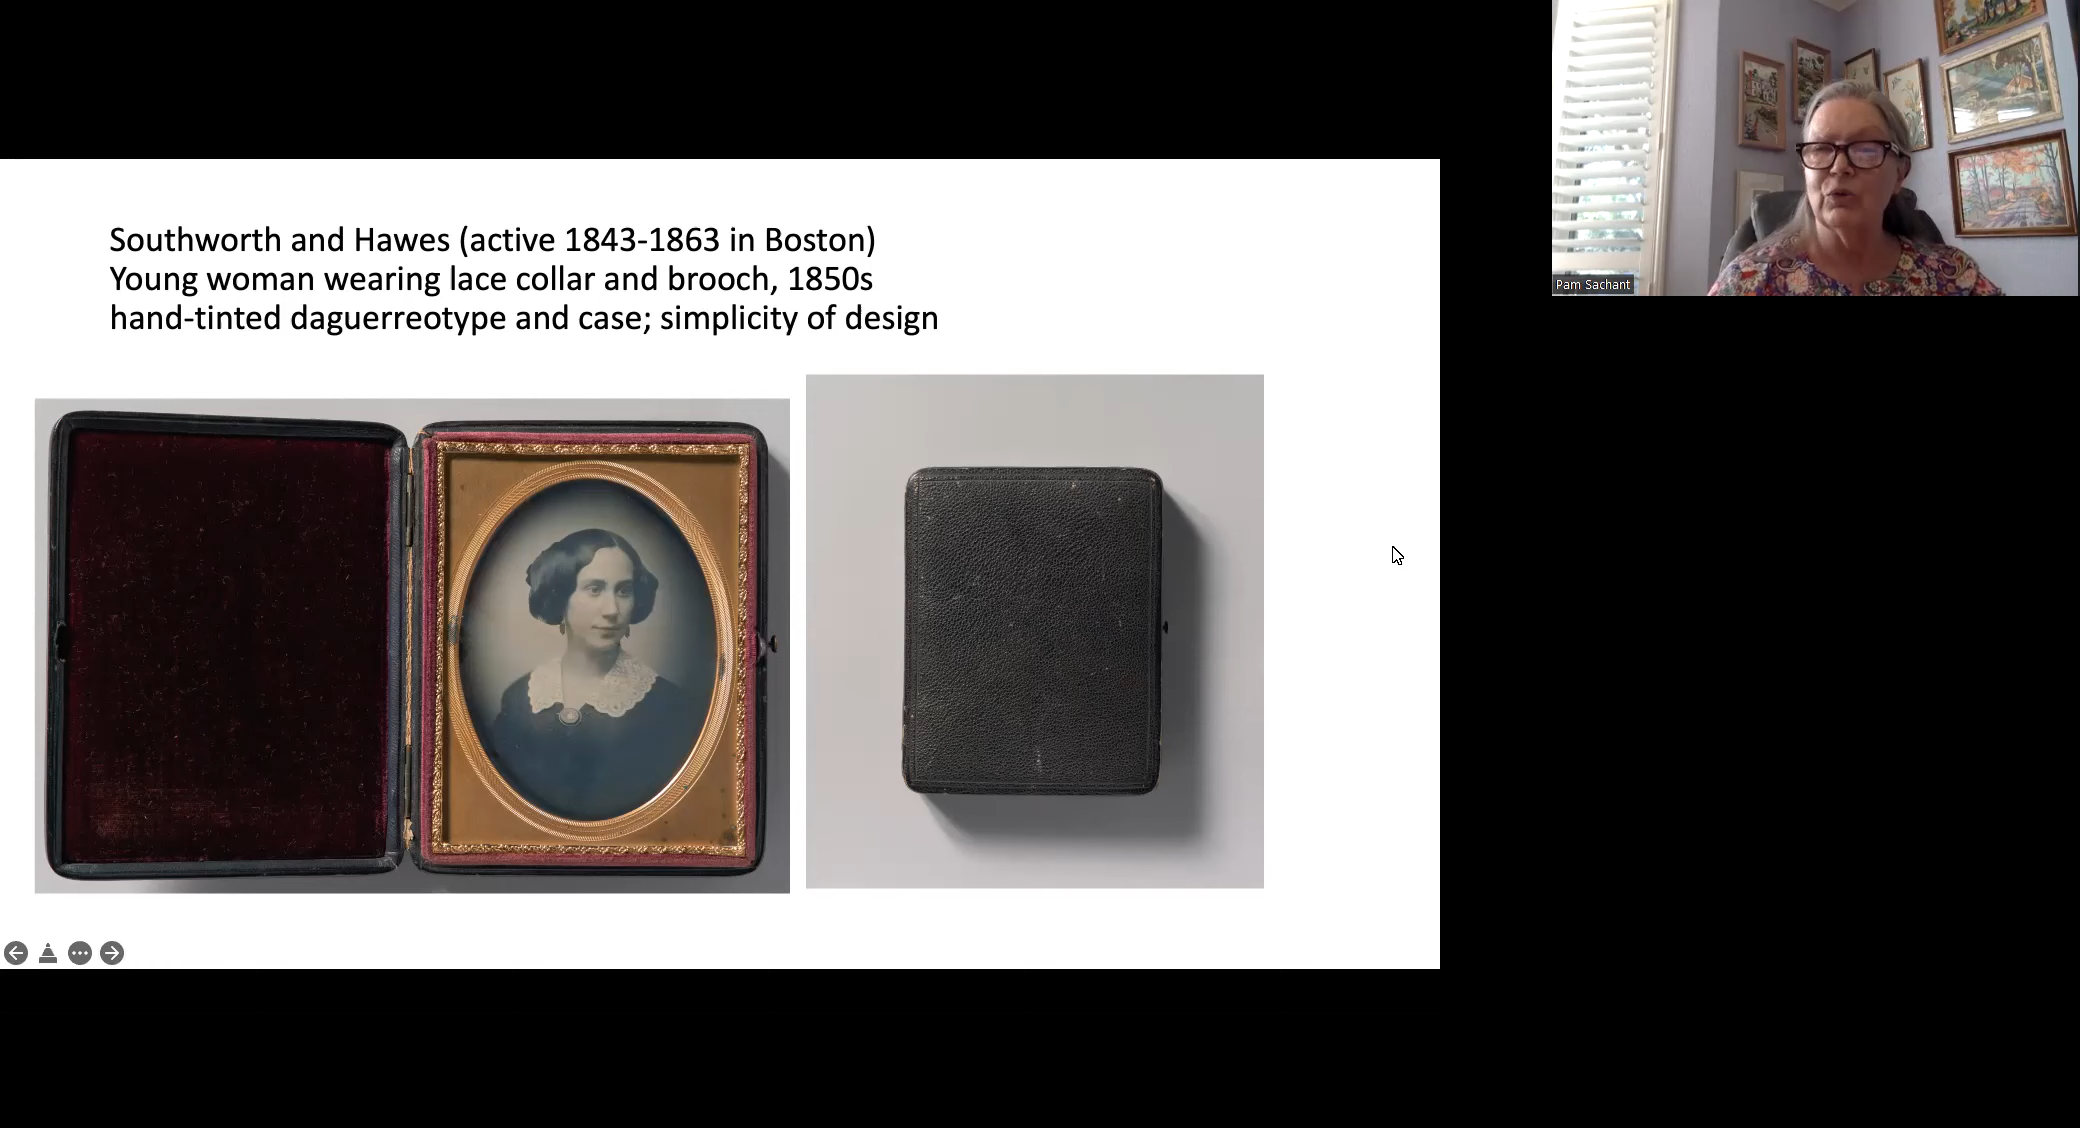 Southworth and Hawes (active 1843-1863 in Boston)
Young woman wearing lace collar and brooch, 1850s
hand-tinted daguerreotype and case; simplicity of design
Pam Sachant